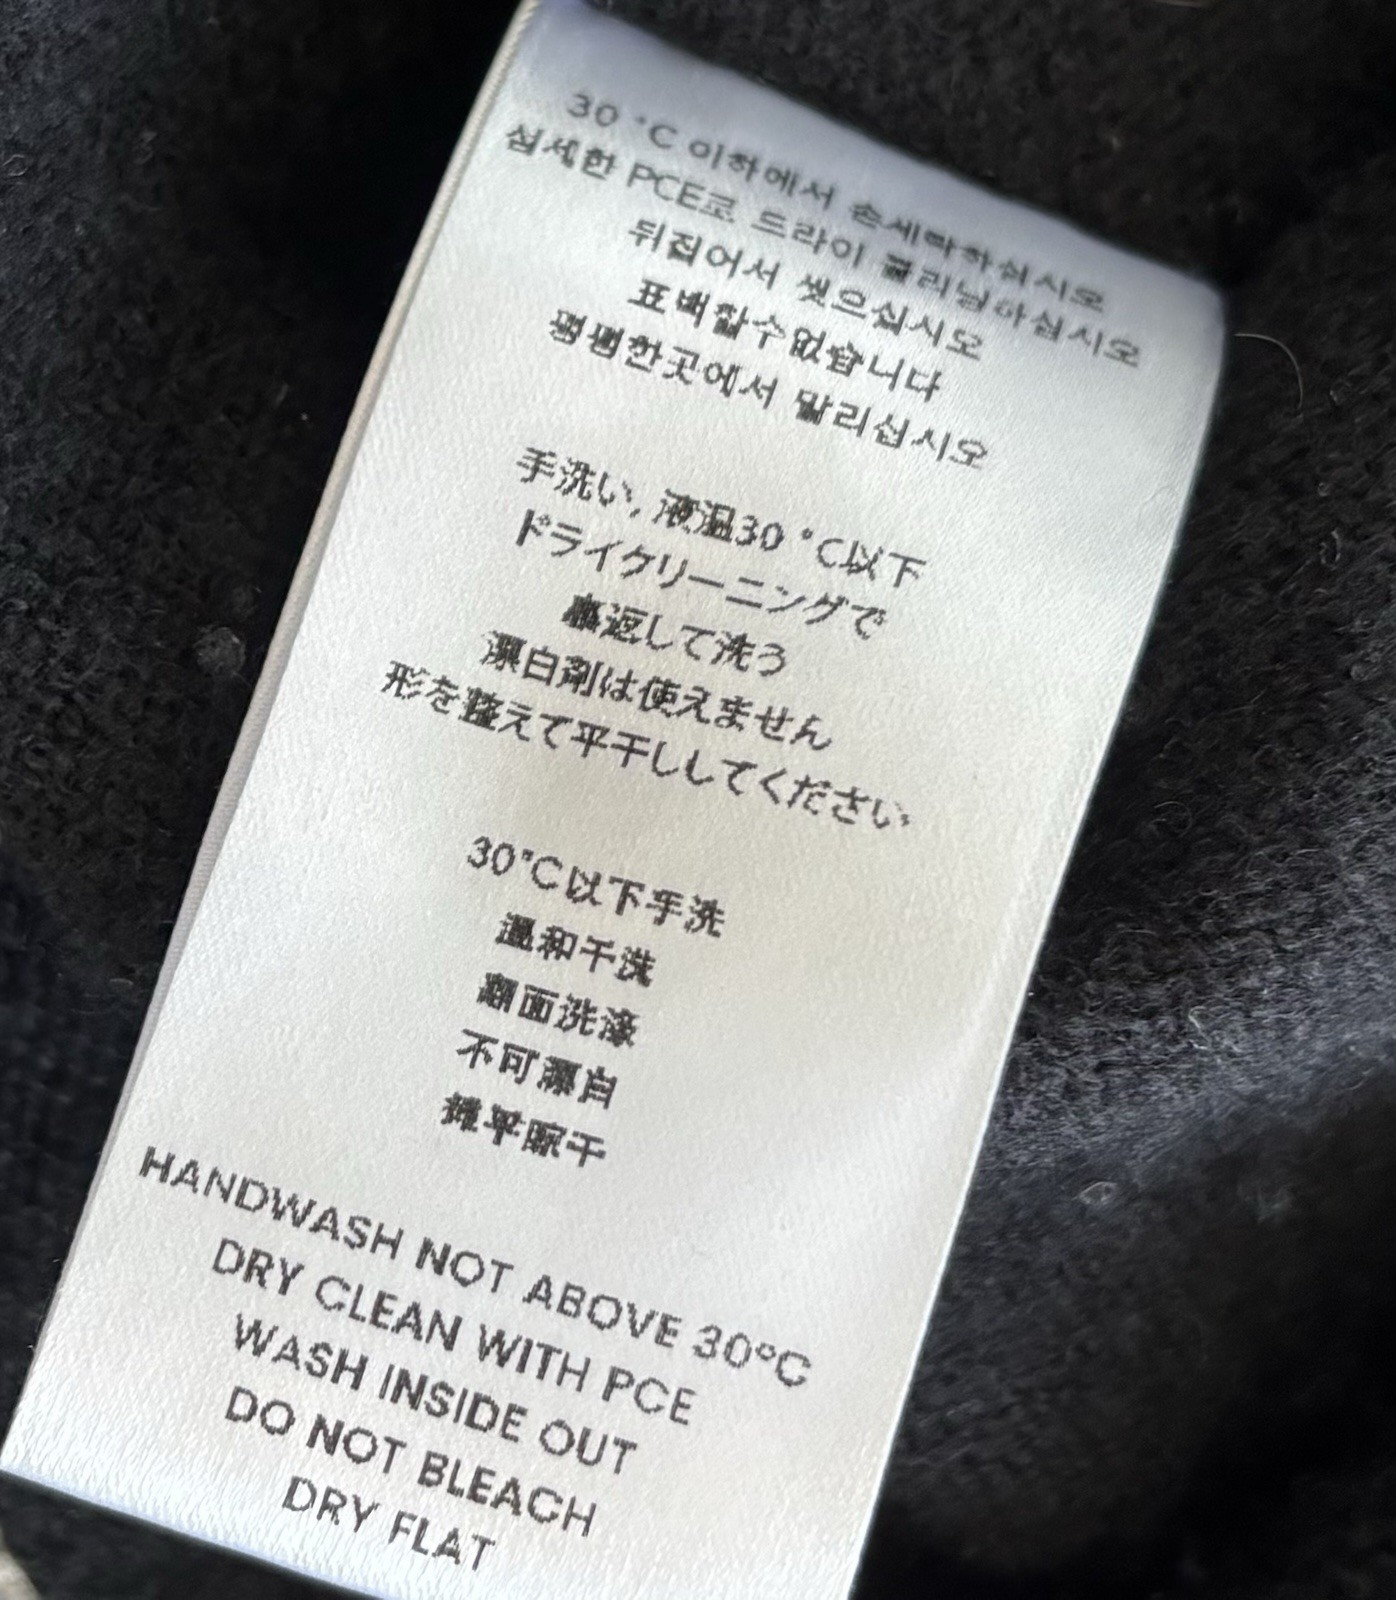 30 °C 이하에서 손세탁하십시오
섬세한 PCE로 드라이 클리닝하십시오
뒤집어서 씻으십시오
표백할수없습니다
평평한곳에서 말리십시오
手洗い, 液温30 °C以下
ドライクリーニングで
裏返して洗う
漂白剤は使えません
形を整えて平干ししてください
30°C以下手洗
温和干洗
翻面洗滌
不可漂白
攤平晾干
HANDWASH NOT ABOVE 30ºC
DRY CLEAN WITH PCE
WASH INSIDE OUT
DO NOT BLEACH
DRY FLAT